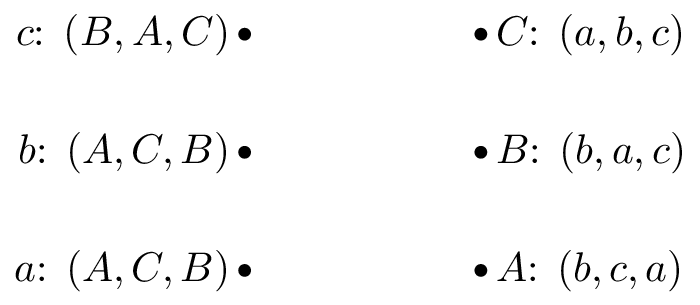 c: (B, A, C) • • C: (a, b, c)
b: (A, C, B) • • B: (b, a, c)
a: (A, C, B) • • A: (b, c, a)